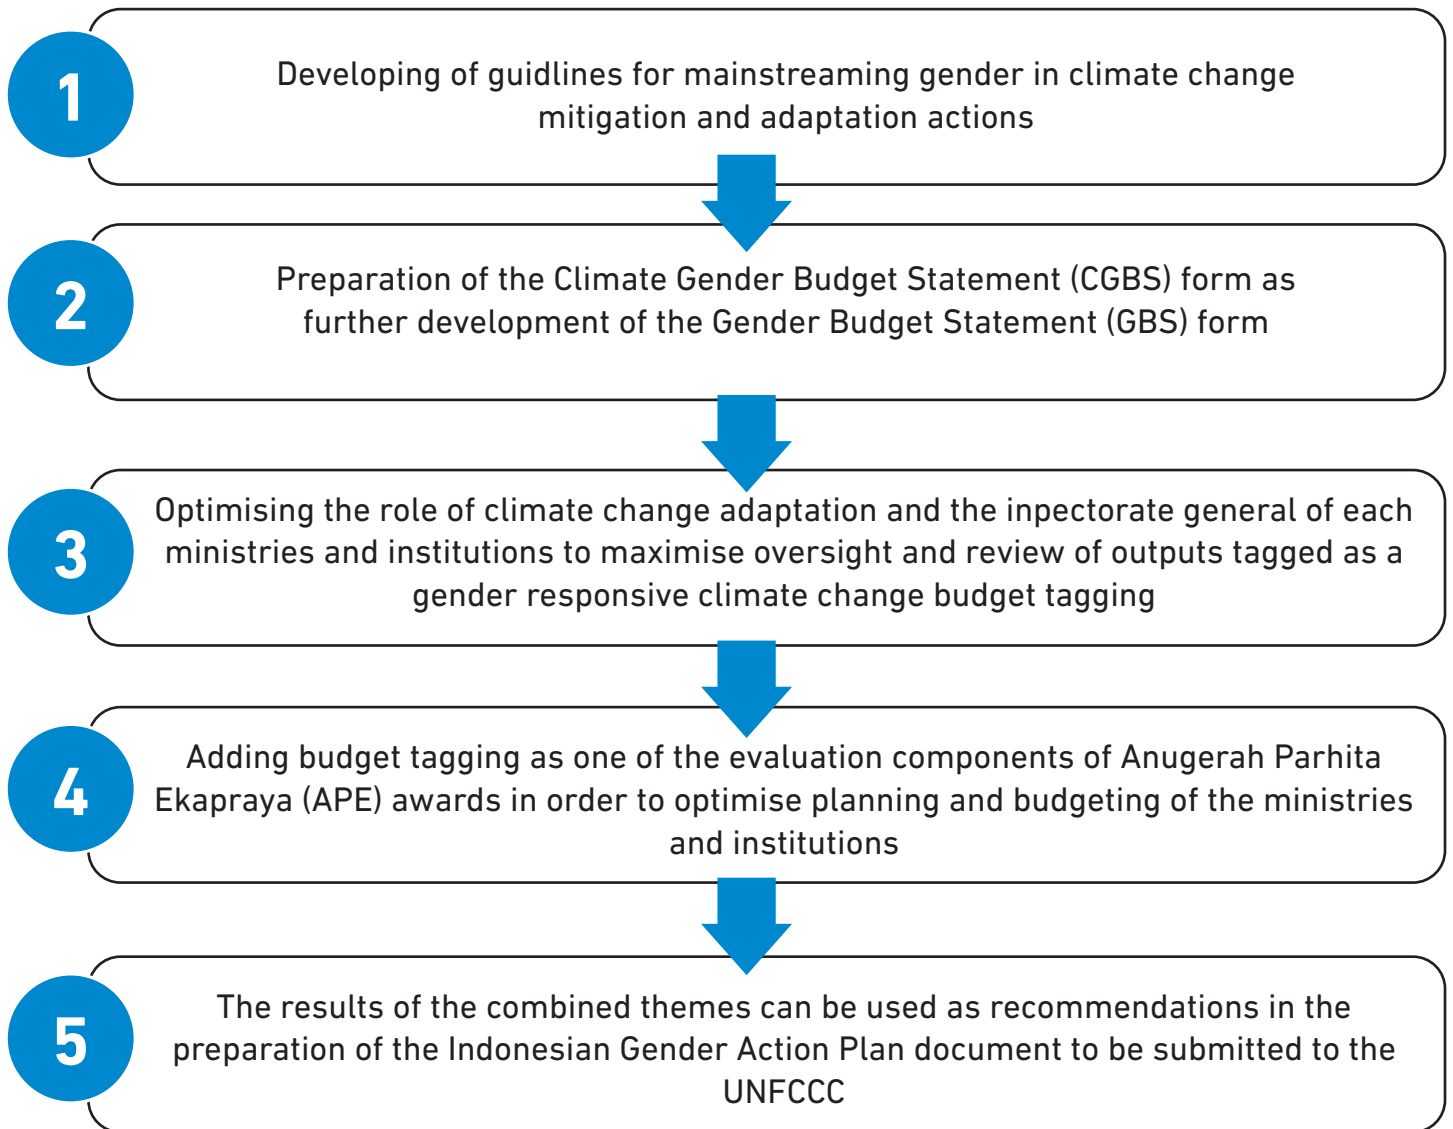 1
Developing of guidlines for mainstreaming gender in climate change
mitigation and adaptation actions
2
Preparation of the Climate Gender Budget Statement (CGBS) form as
further development of the Gender Budget Statement (GBS) form
3
Optimising the role of climate change adaptation and the inpectorate general of each
ministries and institutions to maximise oversight and review of outputs tagged as a
gender responsive climate change budget tagging
4
Adding budget tagging as one of the evaluation components of Anugerah Parhita
Ekapraya (APE) awards in order to optimise planning and budgeting of the ministries
and institutions
5
The results of the combined themes can be used as recommendations in the
preparation of the Indonesian Gender Action Plan document to be submitted to the
UNFCCC